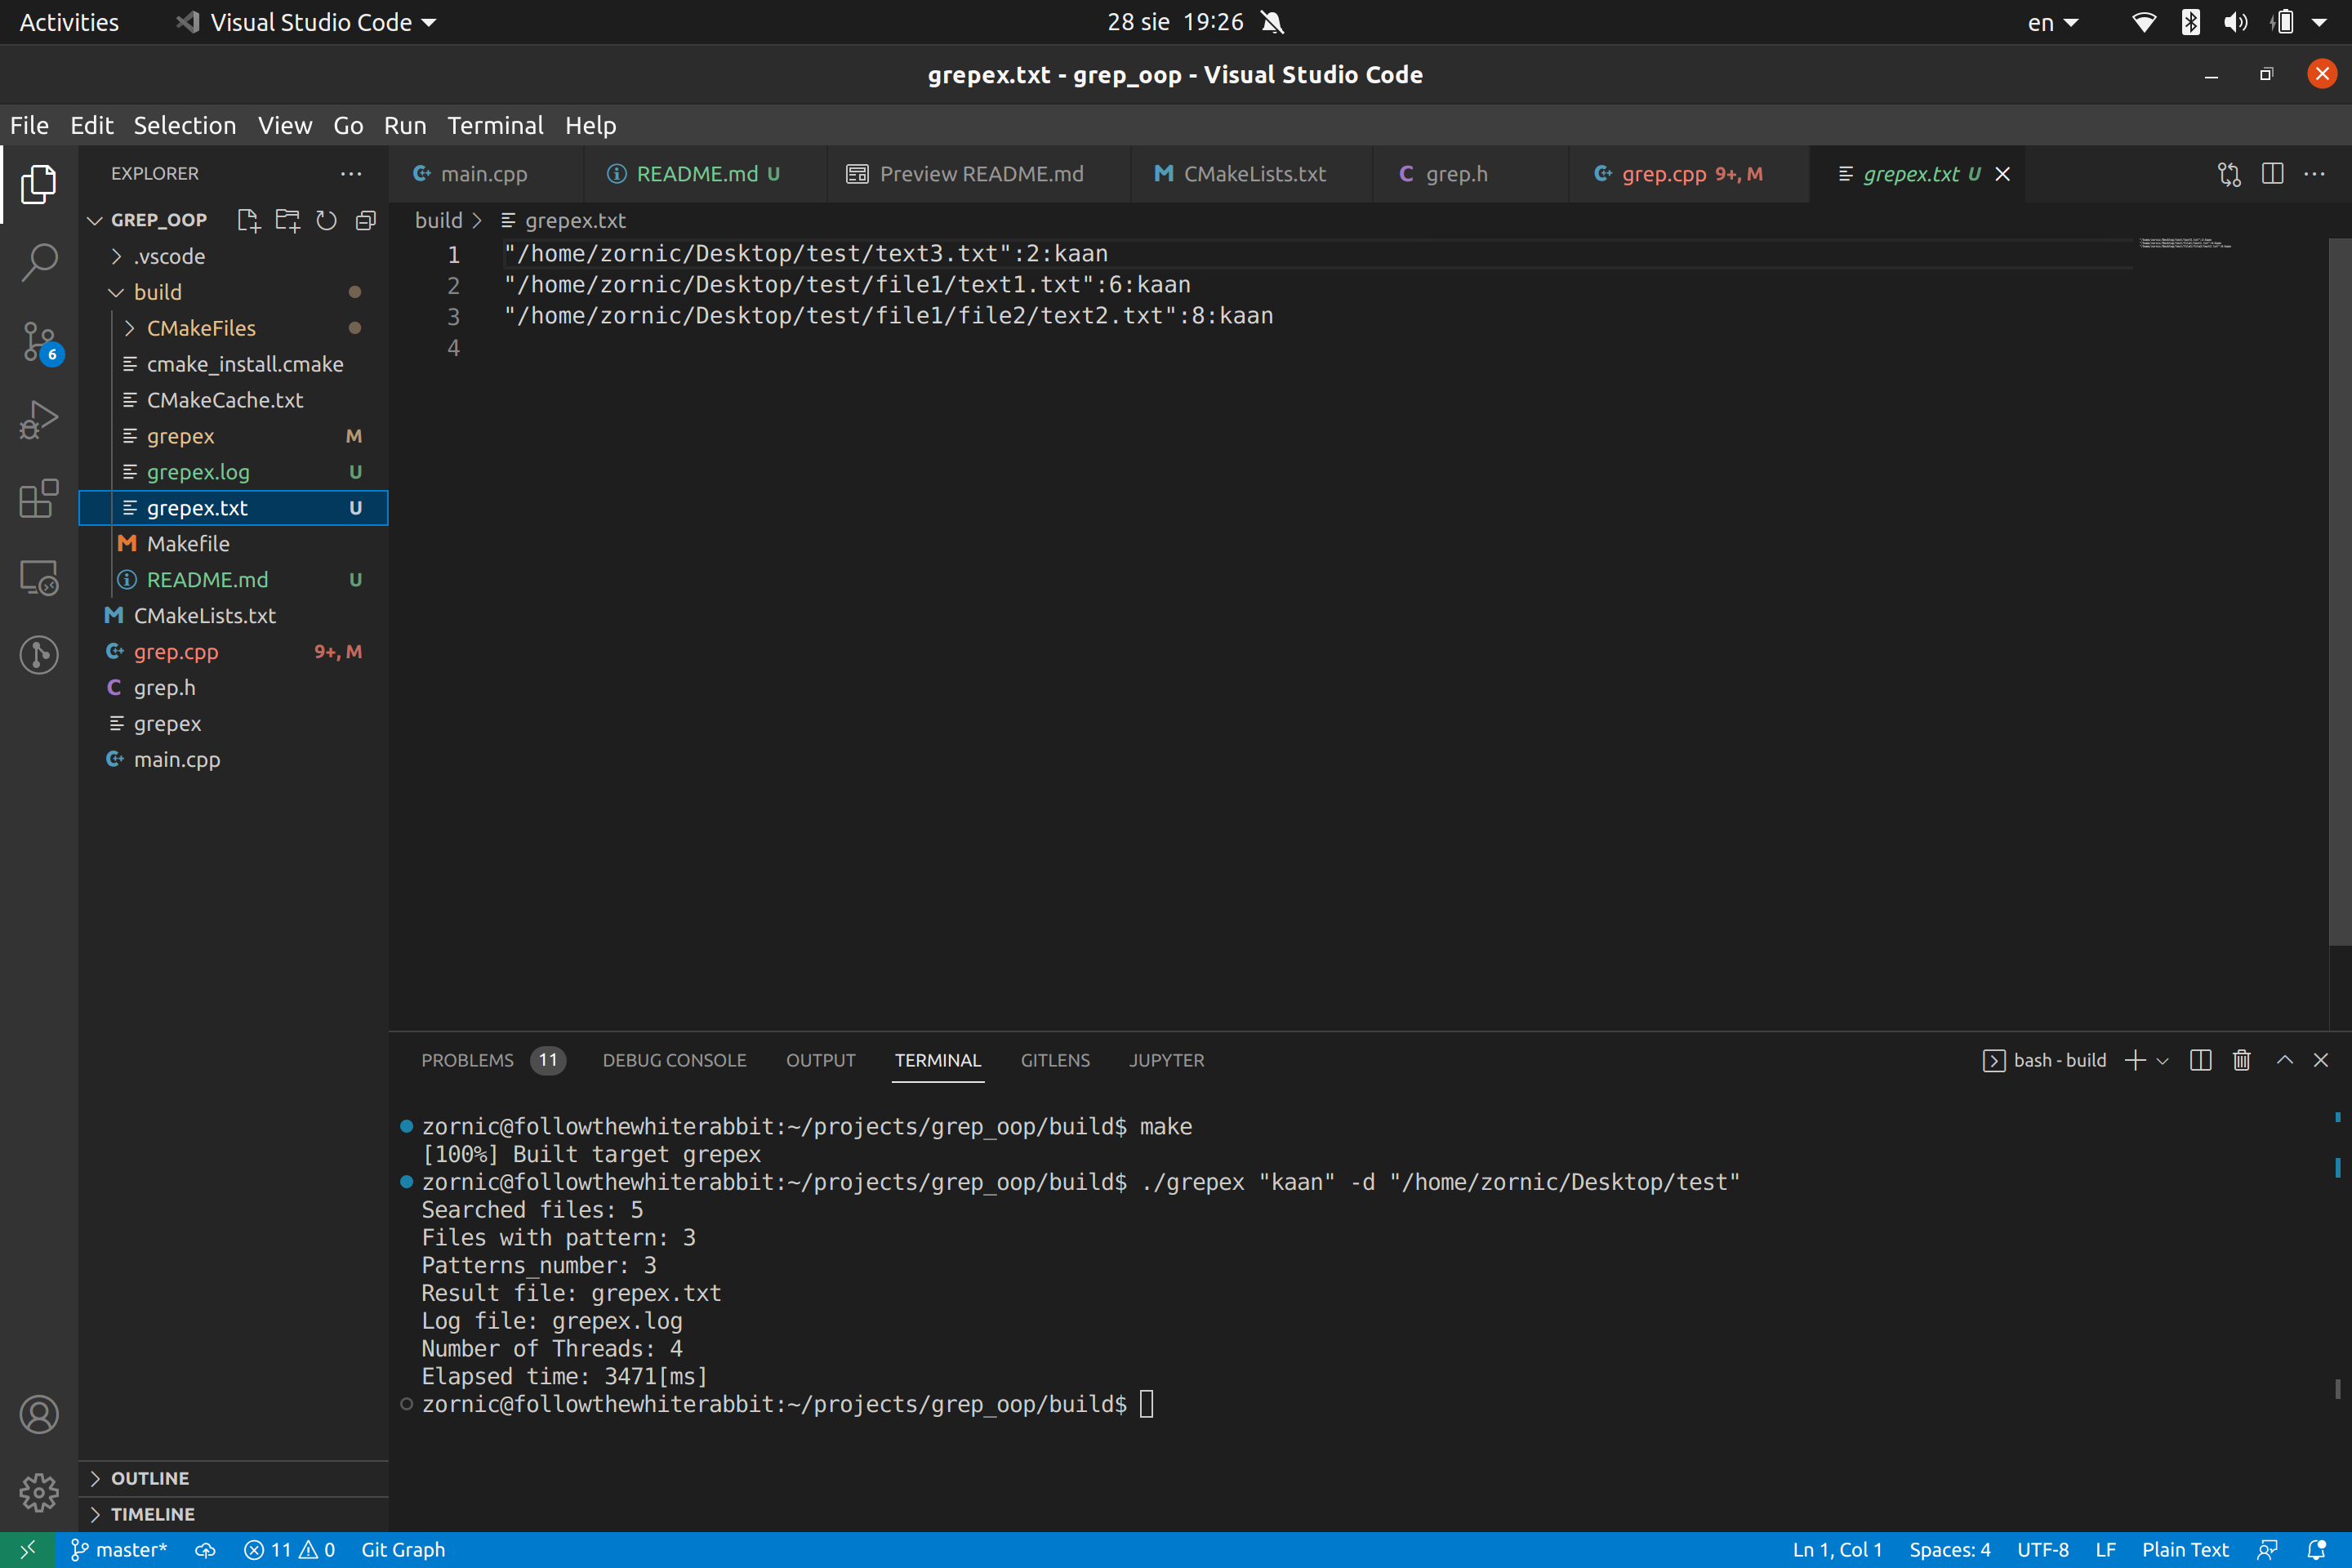 Activities Visual Studio Code 28 sie 19:26 en
grepex.txt - grep_oop - Visual Studio Code
File Edit Selection View Go Run Terminal Help
EXPLORER
main.cpp README.md U Preview README.md CMakeLists.txt grep.h grep.cpp 9+, M grepex.txt U
GREP_OOP
build > grepex.txt
.vscode
build
CMakeFiles
cmake_install.cmake
CMakeCache.txt
grepex M
grepex.log U
grepex.txt U
Makefile
README.md U
CMakeLists.txt
grep.cpp 9+, M
grep.h
grepex
main.cpp
6
OUTLINE
TIMELINE
1 "/home/zornic/Desktop/test/text3.txt":2:kaan
2 "/home/zornic/Desktop/test/file1/text1.txt":6:kaan
3 "/home/zornic/Desktop/test/file1/file2/text2.txt":8:kaan
4
PROBLEMS 11 DEBUG CONSOLE OUTPUT TERMINAL GITLENS JUPYTER bash - build
zornic@followthewhiterabbit:~/projects/grep_oop/build$ make
[100%] Built target grepex
zornic@followthewhiterabbit:~/projects/grep_oop/build$ ./grepex "kaan" -d "/home/zornic/Desktop/test"
Searched files: 5
Files with pattern: 3
Patterns_number: 3
Result file: grepex.txt
Log file: grepex.log
Number of Threads: 4
Elapsed time: 3471[ms]
zornic@followthewhiterabbit:~/projects/grep_oop/build$
master* 11 0 Git Graph Ln 1, Col 1 Spaces: 4 UTF-8 LF Plain Text